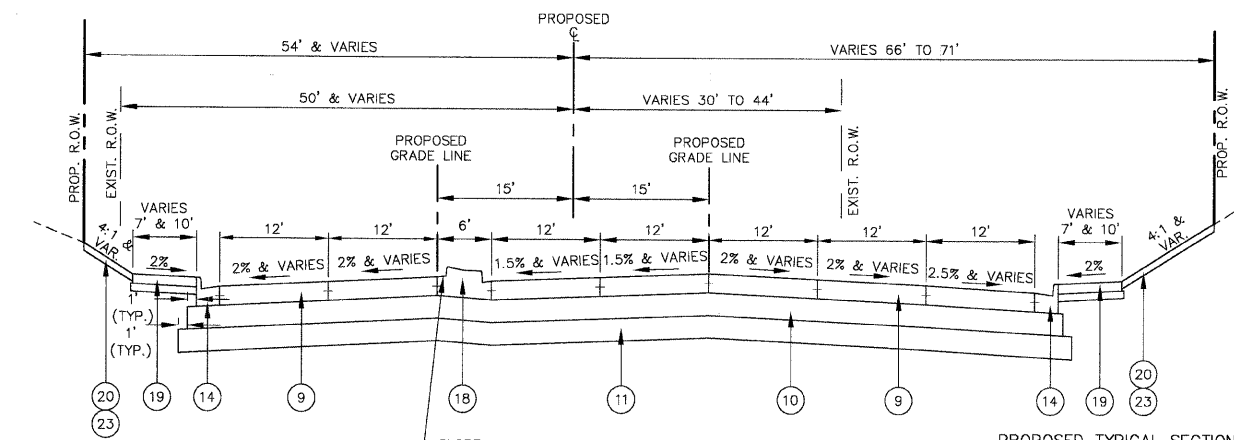 PROPOSED
℄
54' & VARIES
VARIES 66' TO 71'
50' & VARIES
VARIES 30' TO 44'
PROP. R.O.W.
EXIST. R.O.W.
PROPOSED
GRADE LINE
PROPOSED
GRADE LINE
EXIST. R.O.W.
PROP. R.O.W.
15'
15'
VARIES
7' & 10'
12'
12'
6'
12'
12'
12'
12'
12'
VARIES
7' & 10'
4:1 &
VAR.
2%
2% & VARIES
2% & VARIES
1.5% & VARIES
1.5% & VARIES
2% & VARIES
2% & VARIES
2.5% & VARIES
2%
4:1 &
VAR.
1'
(TYP.)
1'
(TYP.)
20
23
19
14
9
18
11
10
9
14
19
20
23
PROPOSED TYPICAL SECTION